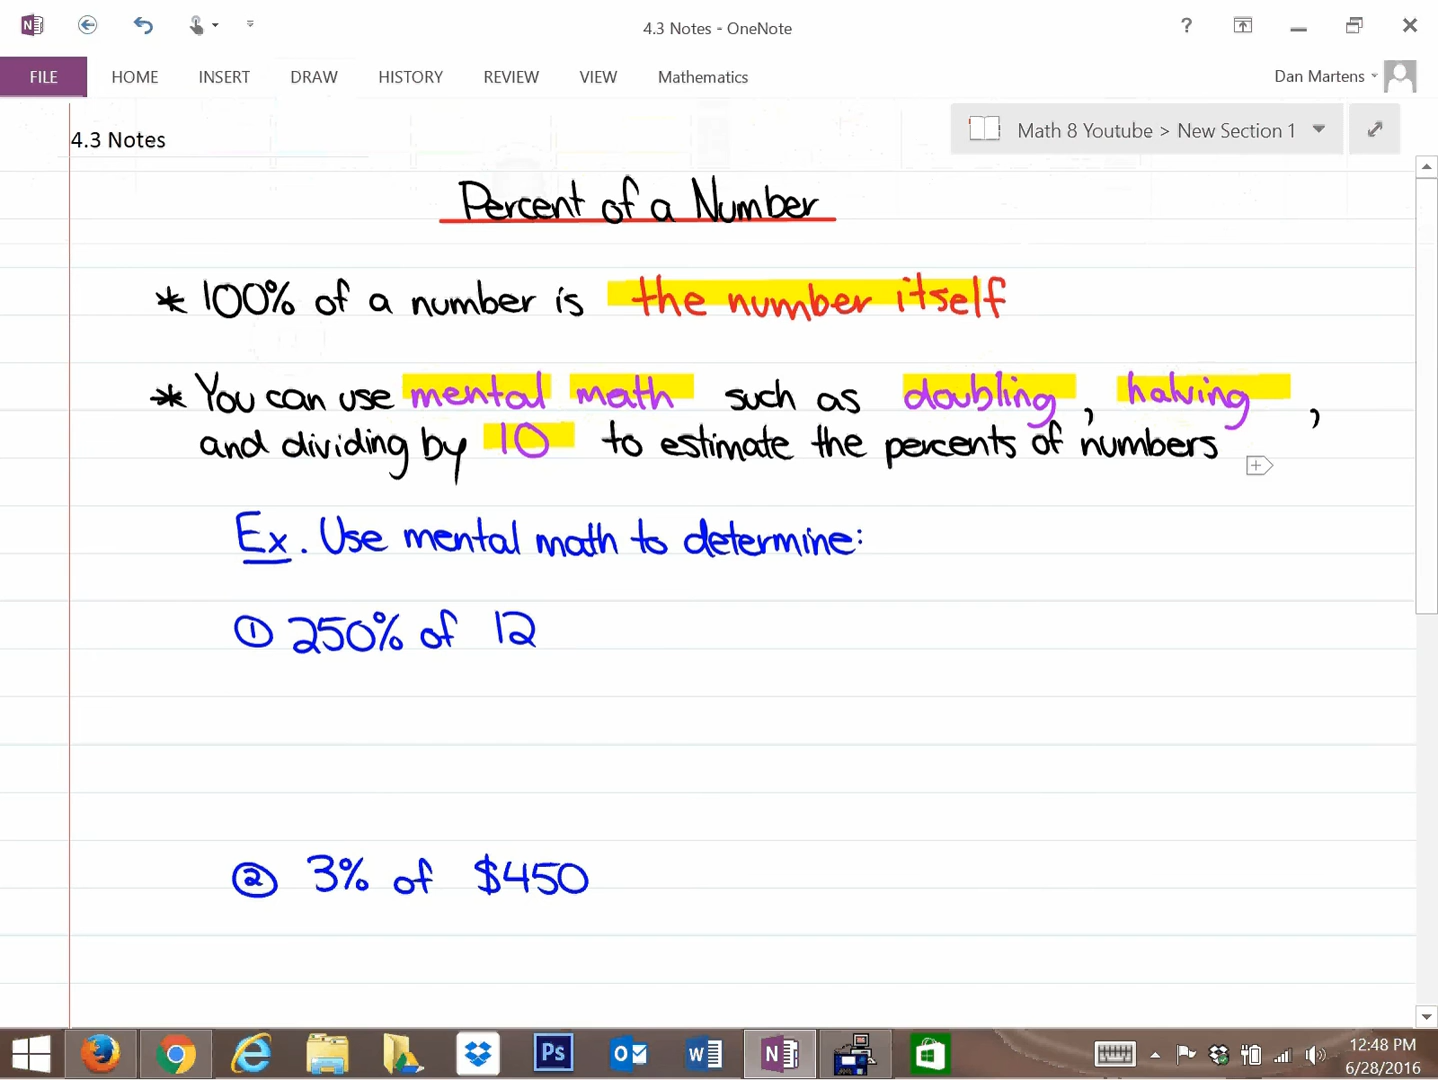 4.3 Notes - OneNote
?
FILE
HOME
INSERT
DRAW
HISTORY
REVIEW
VIEW
Mathematics
Dan Martens
4.3 Notes
Math 8 Youtube > New Section 1
Percent of a Number
* 100% of a number is the number itself
* You can use mental math such as doubling, halving,
and dividing by 10 to estimate the percents of numbers
Ex. Use mental math to determine:
① 250% of 12
② 3% of $450
12:48 PM
6/28/2016